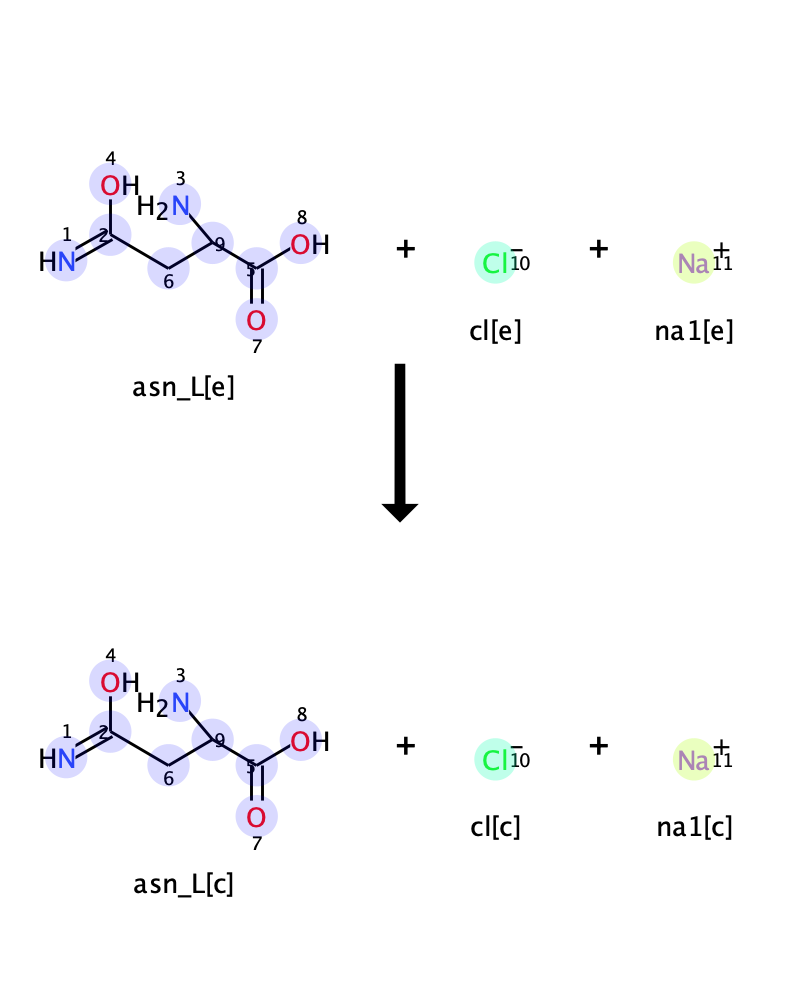 4
OH
3
H2N
1
2
8
HN
9
OH
+
Cl−
10
+
Na+
11
5
6
O
7
cl[e]
na1[e]
asn_L[e]
4
OH
3
H2N
1
2
8
HN
9
OH
+
Cl−
10
+
Na+
11
5
6
O
7
cl[c]
na1[c]
asn_L[c]